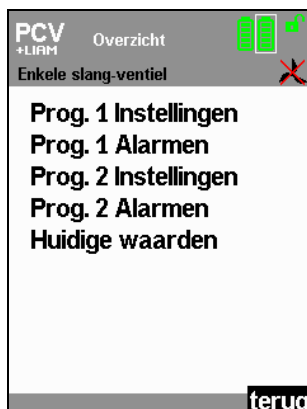 PCV
+LIAM
Overzicht
Enkele slang-ventiel
Prog. 1 Instellingen
Prog. 1 Alarmen
Prog. 2 Instellingen
Prog. 2 Alarmen
Huidige waarden
terug